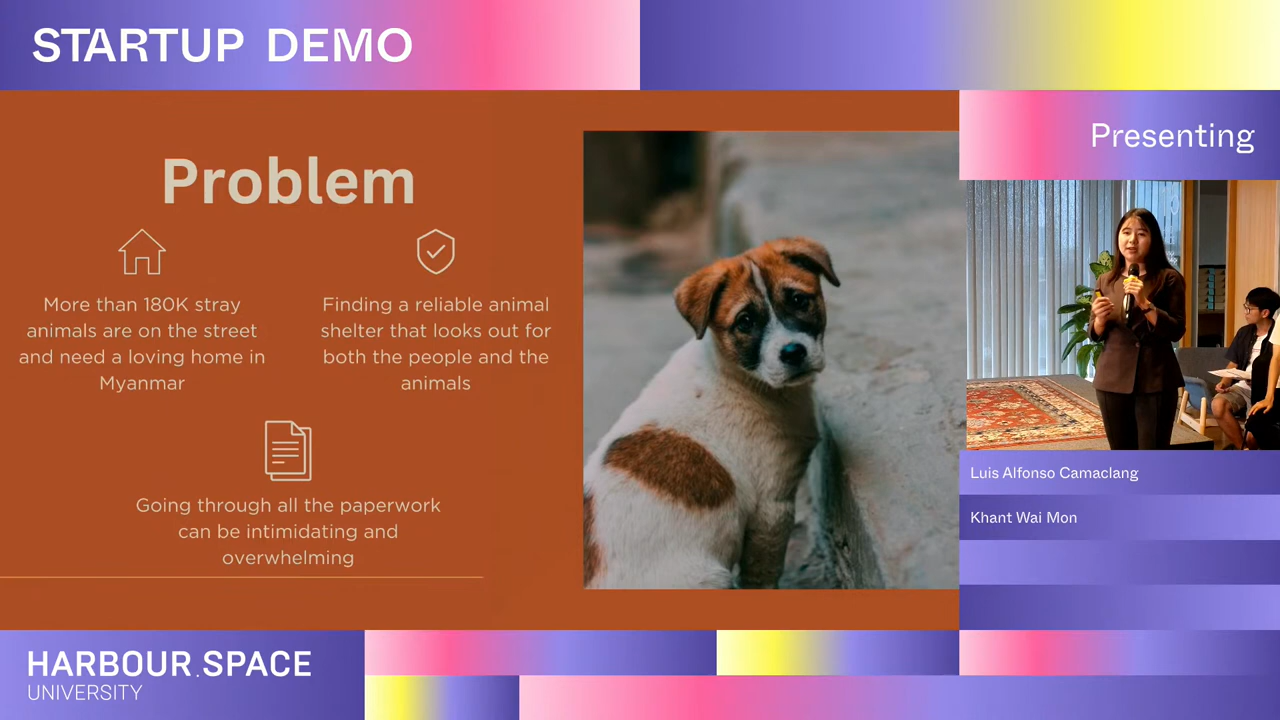 STARTUP DEMO
Presenting
Problem
More than 180K stray
animals are on the street
and need a loving home in
Myanmar
Finding a reliable animal
shelter that looks out for
both the people and the
animals
Going through all the paperwork
can be intimidating and
overwhelming
Luis Alfonso Camaclang
Khant Wai Mon
HARBOUR.SPACE
UNIVERSITY